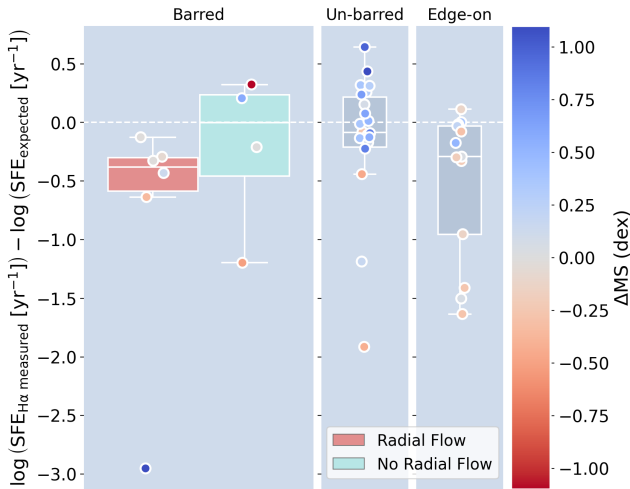 Barred
Un-barred
Edge-on
log (SFE_Hα measured [yr⁻¹]) − log (SFE_expected [yr⁻¹])
0.5
0.0
−0.5
−1.0
−1.5
−2.0
−2.5
−3.0
Radial Flow
No Radial Flow
1.00
0.75
0.50
0.25
0.00
−0.25
−0.50
−0.75
−1.00
ΔMS (dex)